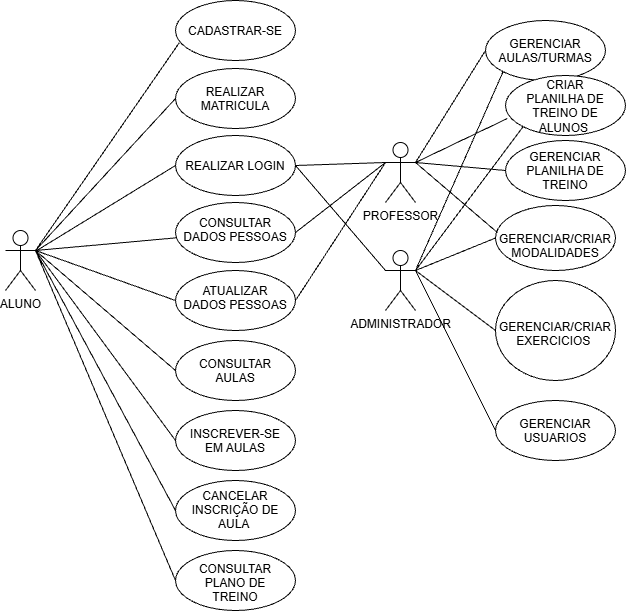 CADASTRAR-SE
REALIZAR
MATRICULA
REALIZAR LOGIN
CONSULTAR
DADOS PESSOAS
ATUALIZAR
DADOS PESSOAS
CONSULTAR
AULAS
INSCREVER-SE
EM AULAS
CANCELAR
INSCRIÇÃO DE
AULA
CONSULTAR
PLANO DE
TREINO
ALUNO
PROFESSOR
ADMINISTRADOR
GERENCIAR
AULAS/TURMAS
CRIAR
PLANILHA DE
TREINO DE
ALUNOS
GERENCIAR
PLANILHA DE
TREINO
GERENCIAR/CRIAR
MODALIDADES
GERENCIAR/CRIAR
EXERCICIOS
GERENCIAR
USUARIOS